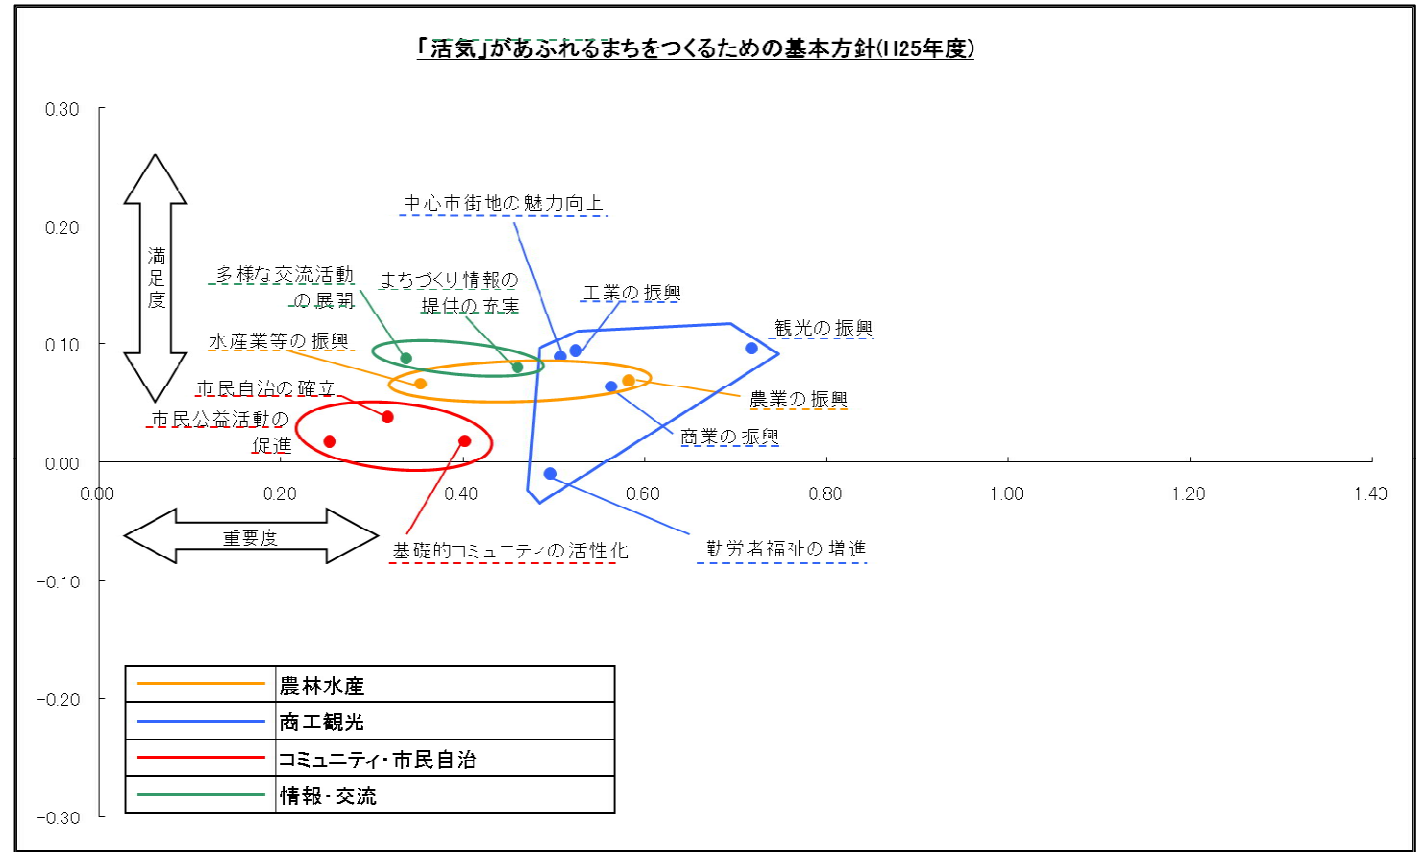 「活気」があふれるまちをつくるための基本方針(H25年度)
0.30
0.20
0.10
0.00
-0.10
-0.20
-0.30
0.00
0.20
0.40
0.60
0.80
1.00
1.20
1.40
満足度
重要度
中心市街地の魅力向上
多様な交流活動
の展開
まちづくり情報の
提供の充実
工業の振興
観光の振興
水産業等の振興
市民自治の確立
農業の振興
市民公益活動の
促進
商業の振興
基礎的コミュニティの活性化
勤労者福祉の増進
農林水産
商工観光
コミュニティ・市民自治
情報・交流